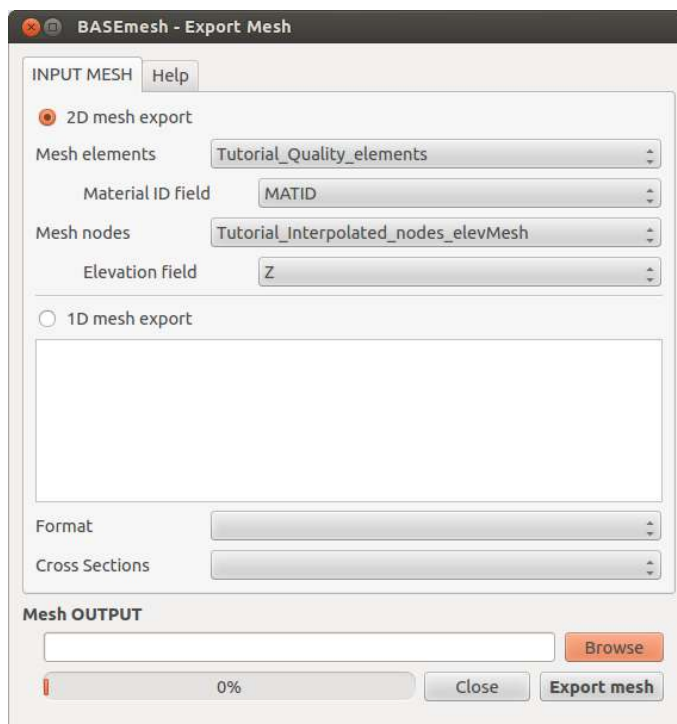 BASEmesh - Export Mesh
INPUT MESH Help
2D mesh export
Mesh elements Tutorial_Quality_elements
Material ID field MATID
Mesh nodes Tutorial_Interpolated_nodes_elevMesh
Elevation field Z
1D mesh export
Format
Cross Sections
Mesh OUTPUT
Browse
0% Close Export mesh